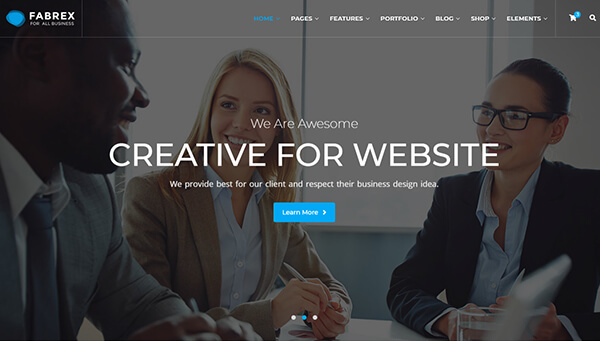 FABREX
FOR ALL BUSINESS
HOME PAGES FEATURES PORTFOLIO BLOG SHOP ELEMENTS
We Are Awesome
CREATIVE FOR WEBSITE
We provide best for our client and respect their business design idea.
Learn More